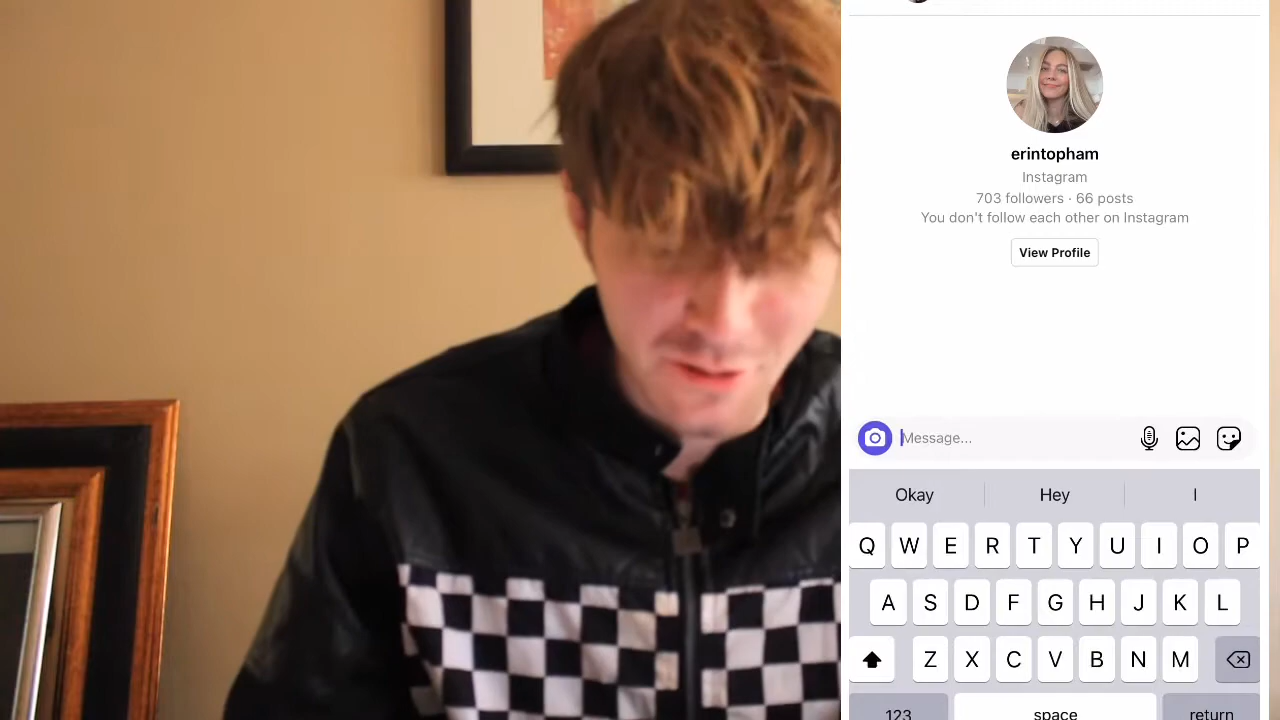 erintopham
Instagram
703 followers · 66 posts
You don't follow each other on Instagram
View Profile
Message...
Okay Hey I
Q W E R T Y U I O P
A S D F G H J K L
Z X C V B N M
123 space return